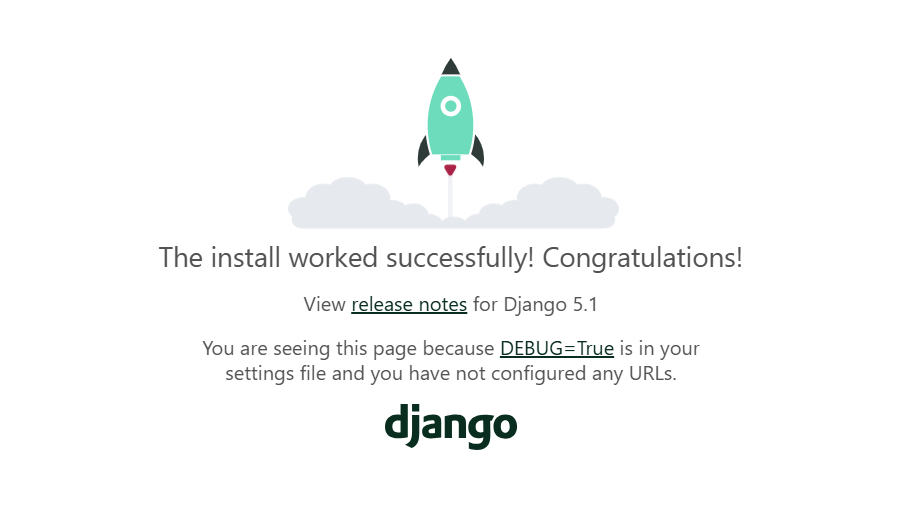 The install worked successfully! Congratulations!
View release notes for Django 5.1
You are seeing this page because DEBUG=True is in your
settings file and you have not configured any URLs.
django